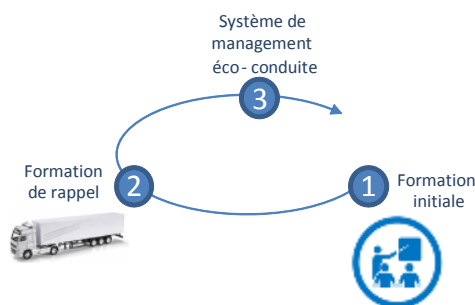 Système de
management
éco - conduite
3
Formation
de rappel
2
1
Formation
initiale